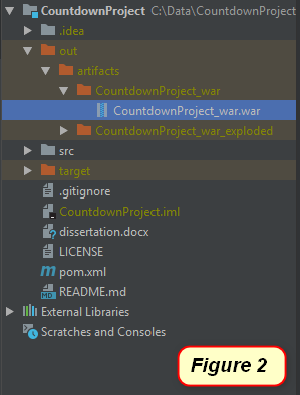 CountdownProject C:\Data\CountdownProject
.idea
out
artifacts
CountdownProject_war
CountdownProject_war.war
CountdownProject_war_exploded
src
target
.gitignore
CountdownProject.iml
dissertation.docx
LICENSE
pom.xml
README.md
External Libraries
Scratches and Consoles
Figure 2